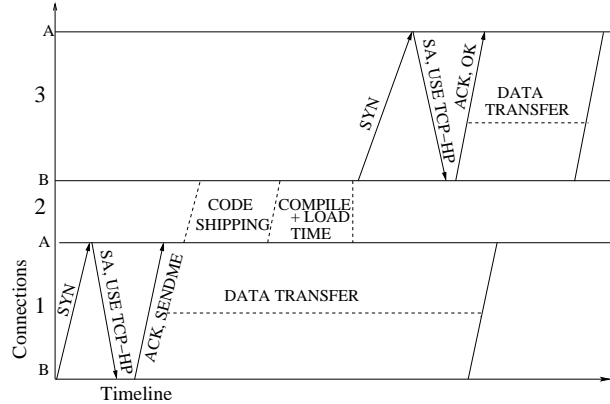 A
3
SYN
SA, USE TCP-HP
ACK, OK
DATA
TRANSFER
B
2
CODE
SHIPPING
COMPILE
+ LOAD
TIME
A
Connections
1
SYN
SA, USE TCP-HP
ACK, SENDME
DATA TRANSFER
B
Timeline